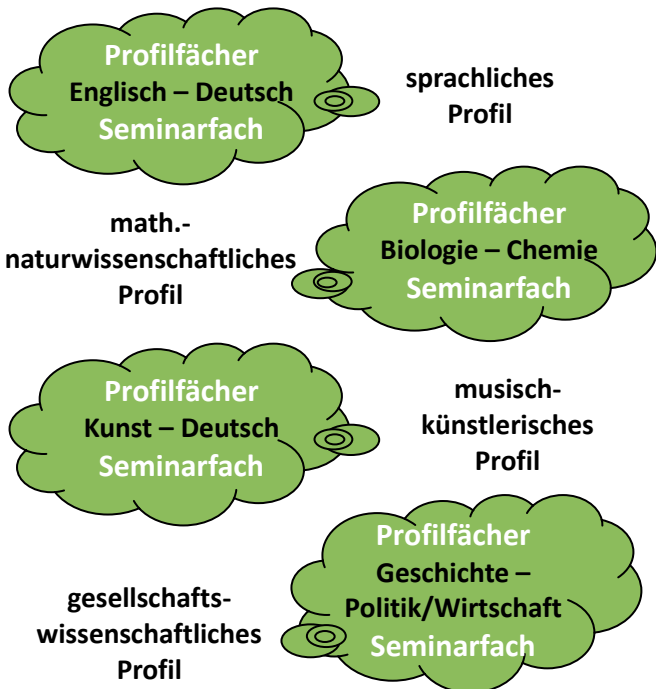 Profilfächer
Englisch – Deutsch
Seminarfach
sprachliches
Profil
math.-
naturwissenschaftliches
Profil
Profilfächer
Biologie – Chemie
Seminarfach
Profilfächer
Kunst – Deutsch
Seminarfach
musisch-
künstlerisches
Profil
gesellschafts-
wissenschaftliches
Profil
Profilfächer
Geschichte –
Politik/Wirtschaft
Seminarfach